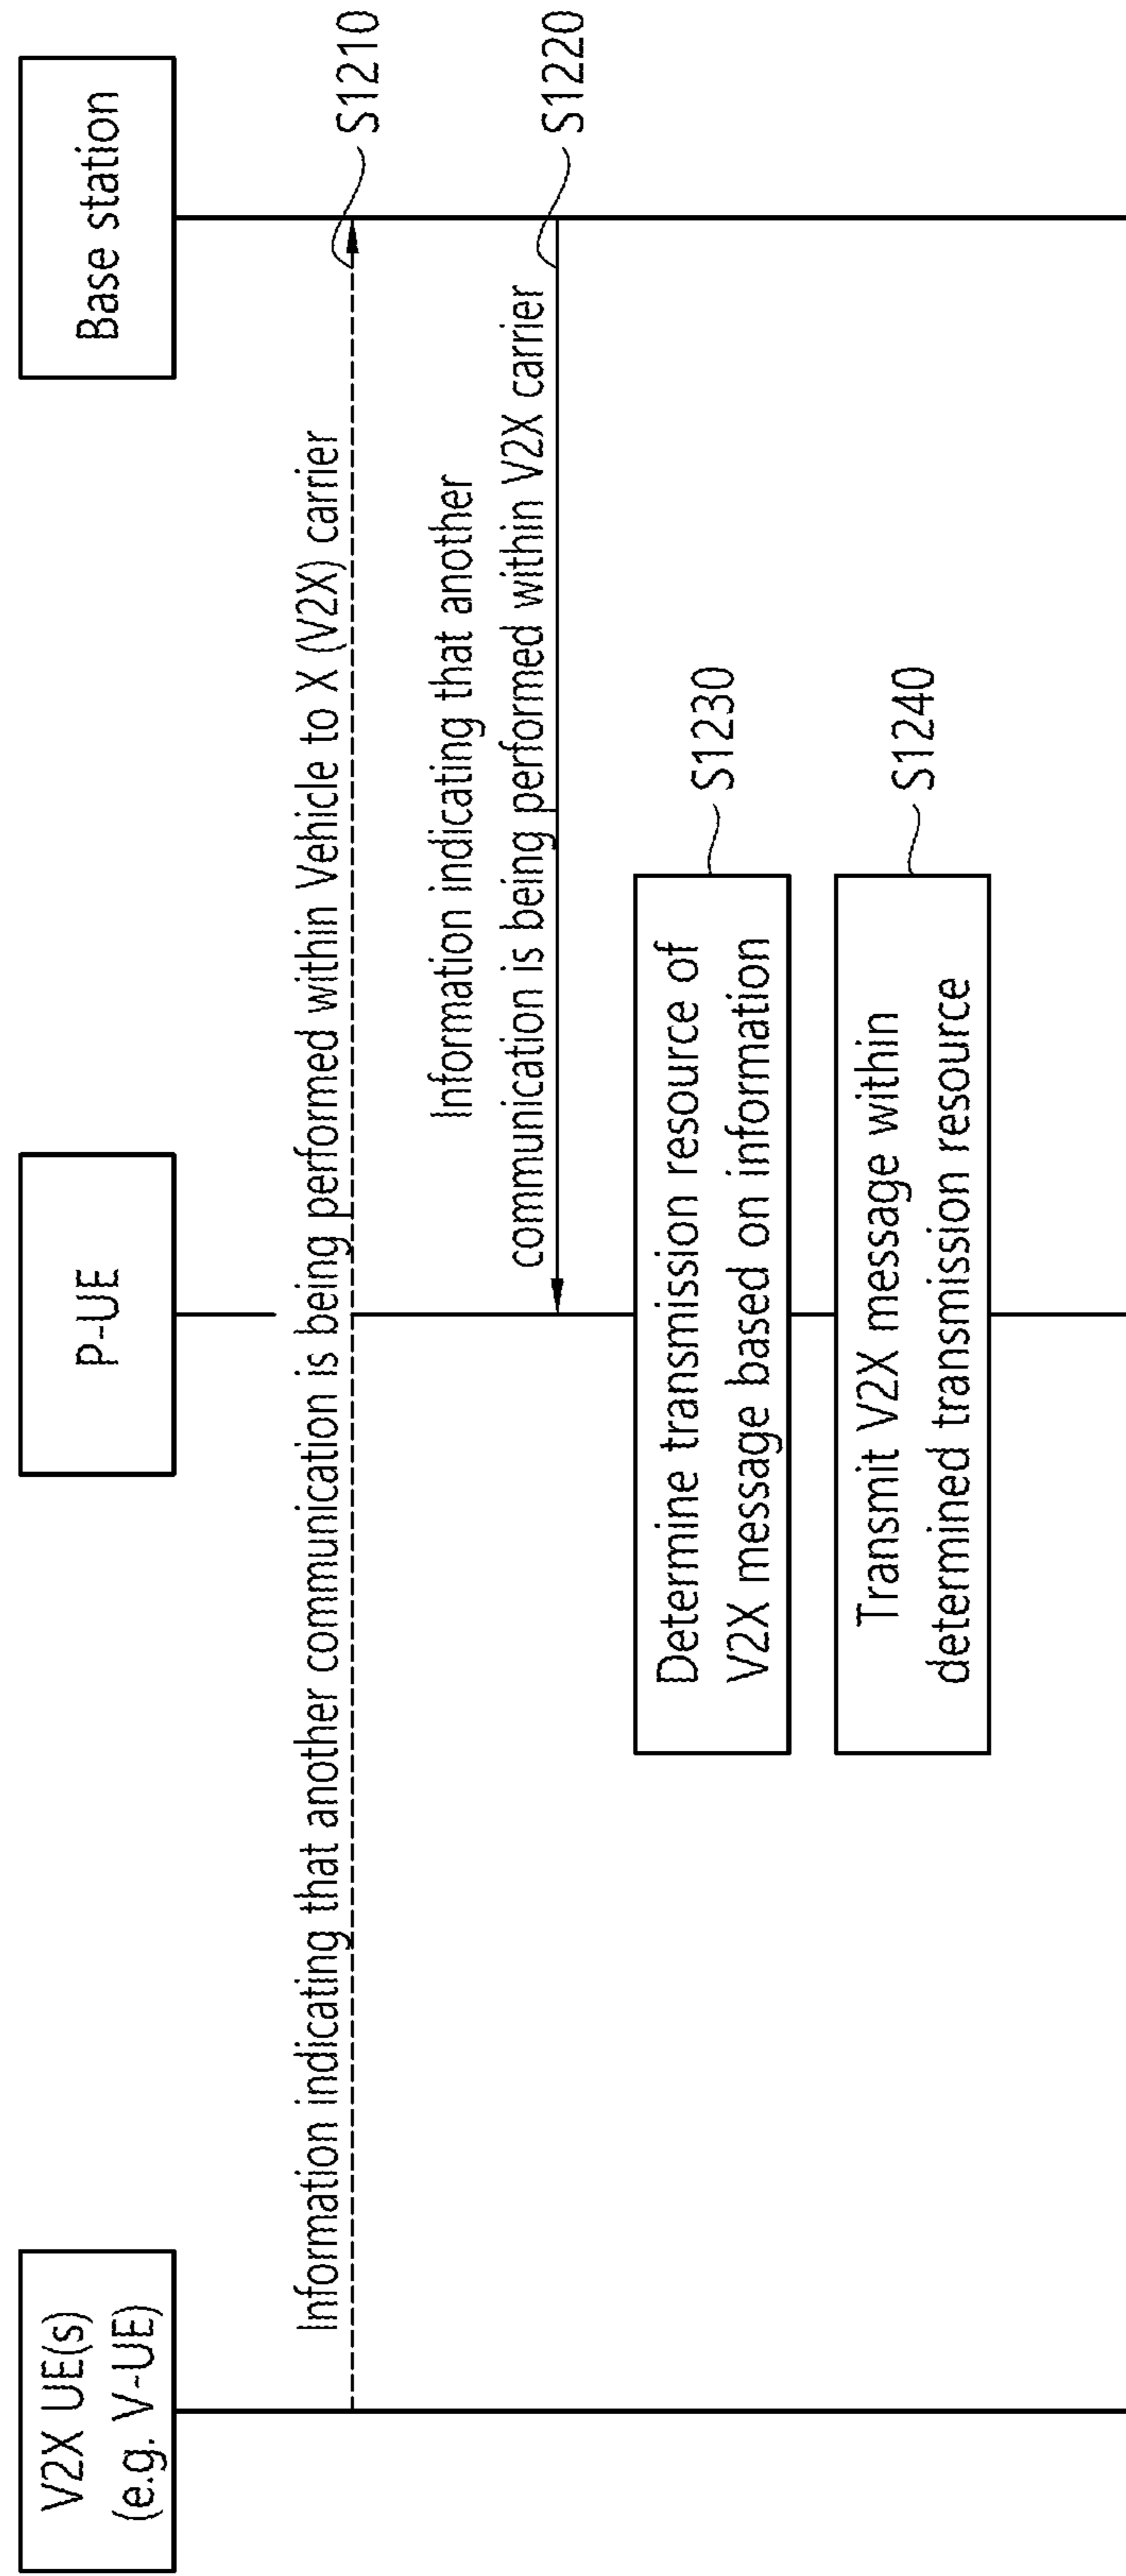 V2X UE(s)
(e.g. V-UE)
P-UE
Base station
Information indicating that another communication is being performed within Vehicle to X (V2X) carrier
S1210
Information indicating that another
communication is being performed within V2X carrier
S1220
Determine transmission resource of
V2X message based on information
S1230
Transmit V2X message within
determined transmission resource
S1240